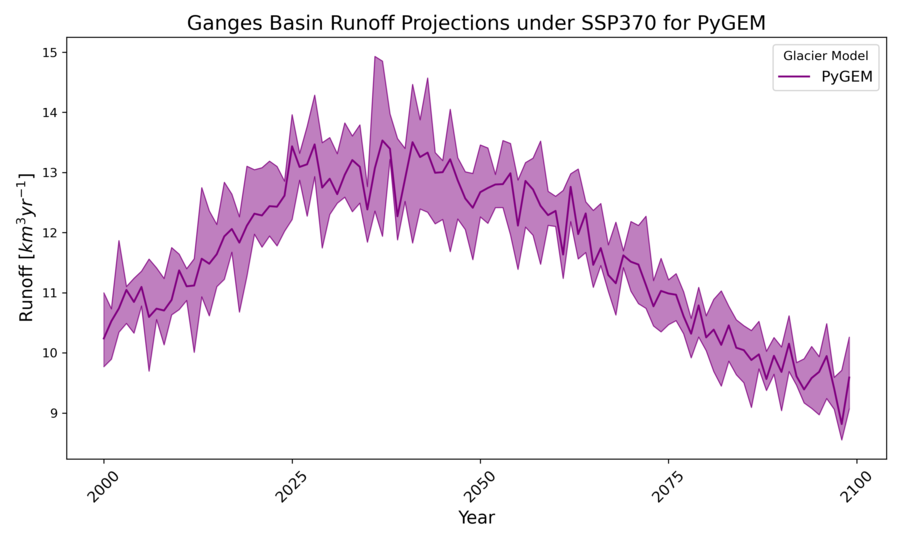 Ganges Basin Runoff Projections under SSP370 for PyGEM
Runoff [km³yr⁻¹]
15
14
13
12
11
10
9
Glacier Model
PyGEM
2000
2025
2050
2075
2100
Year